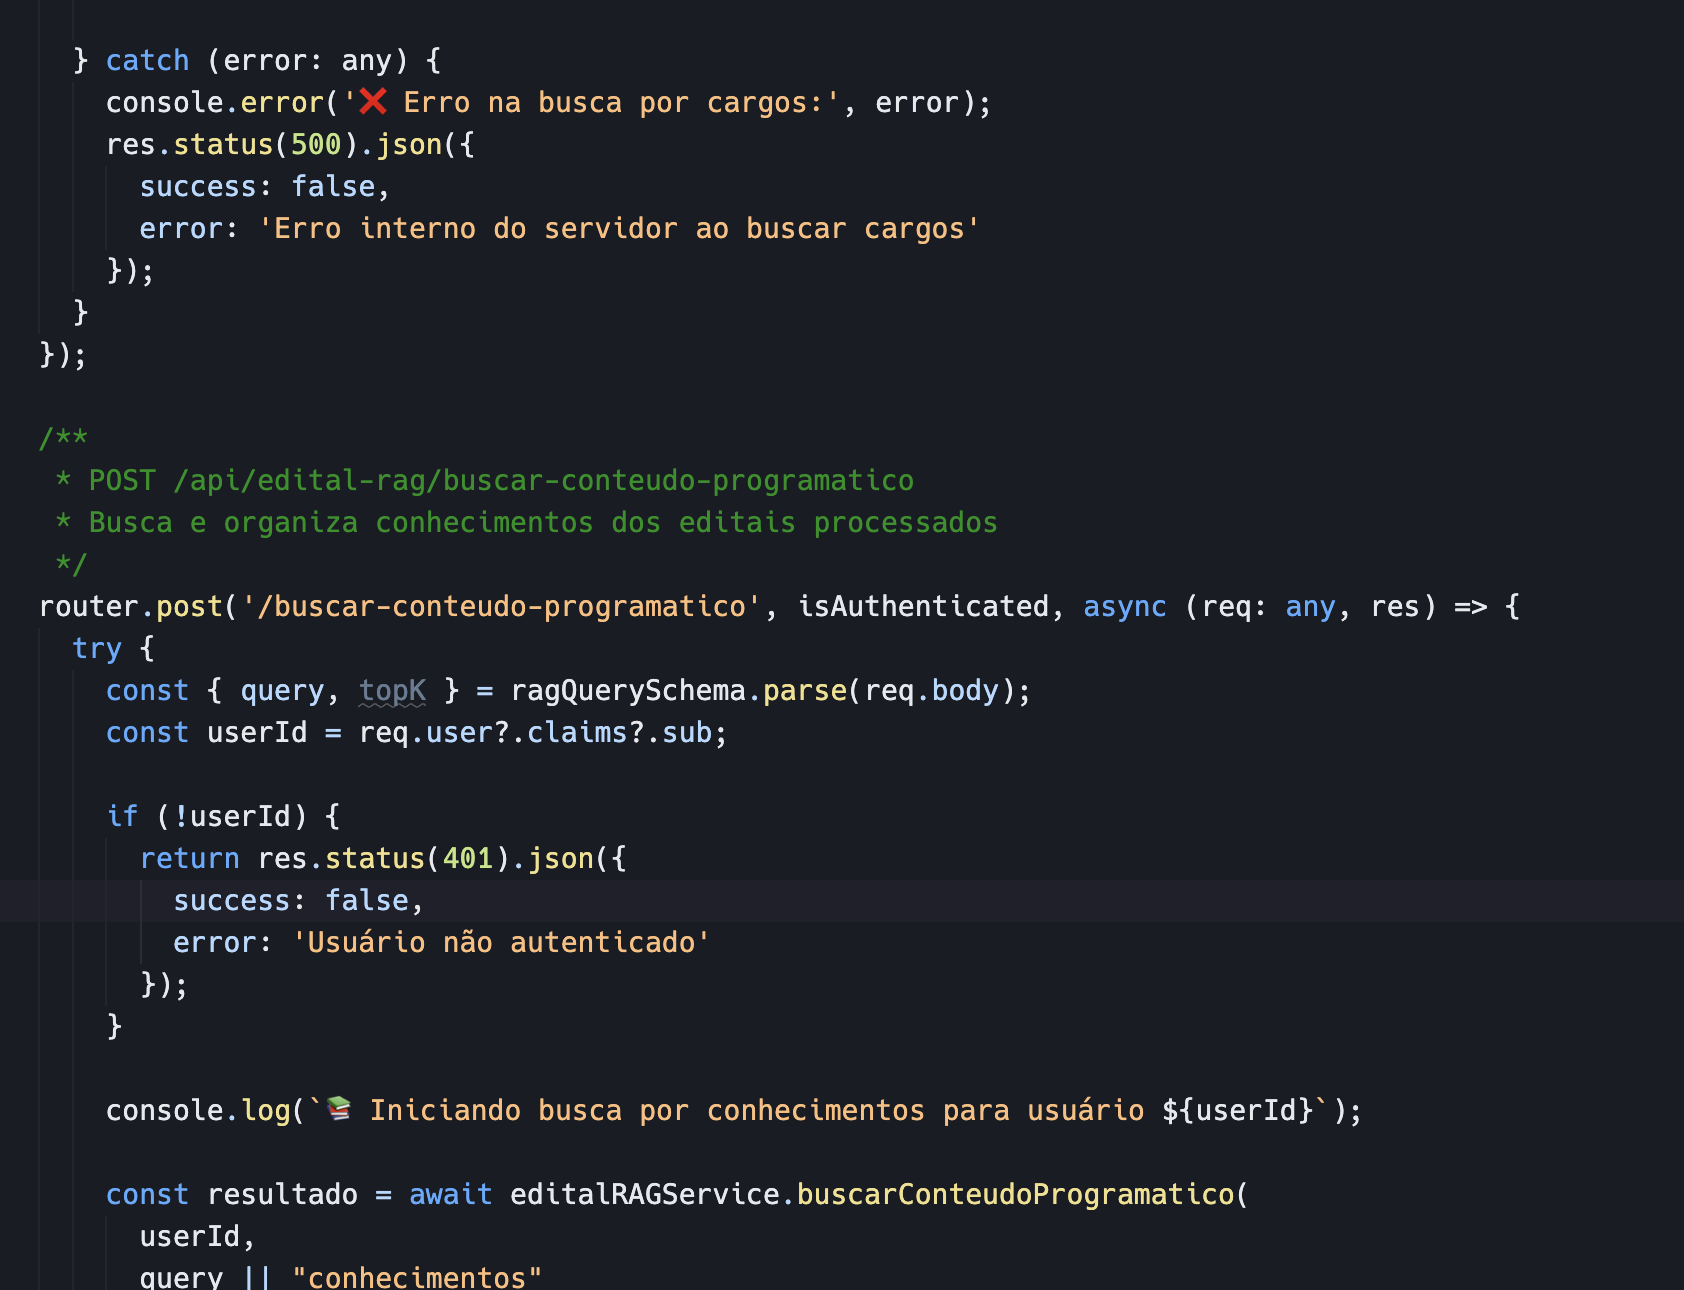 } catch (error: any) {
console.error('❌ Erro na busca por cargos:', error);
res.status(500).json({
success: false,
error: 'Erro interno do servidor ao buscar cargos'
});
}
});
/**
* POST /api/edital-rag/buscar-conteudo-programatico
* Busca e organiza conhecimentos dos editais processados
*/
router.post('/buscar-conteudo-programatico', isAuthenticated, async (req: any, res) => {
try {
const { query, topK } = ragQuerySchema.parse(req.body);
const userId = req.user?.claims?.sub;
if (!userId) {
return res.status(401).json({
success: false,
error: 'Usuário não autenticado'
});
}
console.log(`📚 Iniciando busca por conhecimentos para usuário ${userId}`);
const resultado = await editalRAGService.buscarConteudoProgramatico(
userId,
query || "conhecimentos"